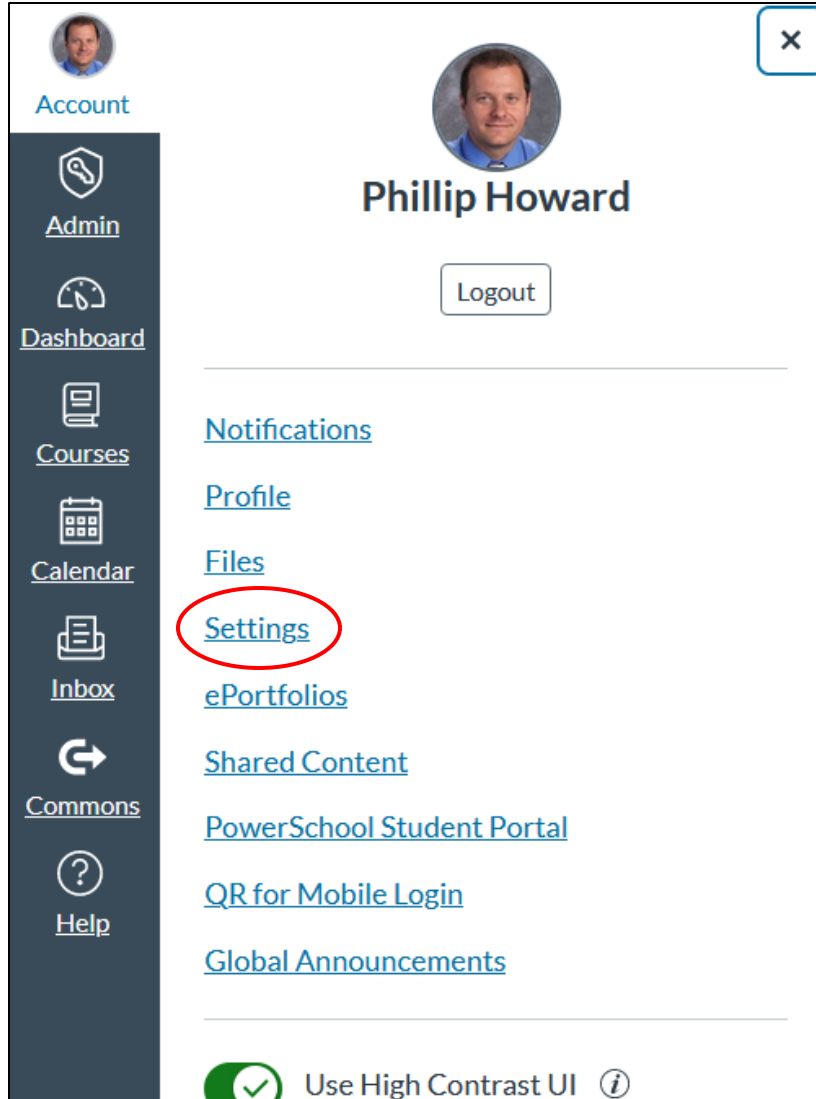 Account
Admin
Dashboard
Courses
Calendar
Inbox
Commons
Help
Phillip Howard
Logout
Notifications
Profile
Files
Settings
ePortfolios
Shared Content
PowerSchool Student Portal
QR for Mobile Login
Global Announcements
Use High Contrast UI